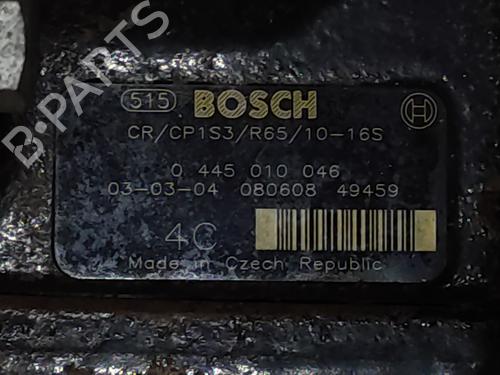 515 BOSCH
CR/CP1S3/R65/10-16S
0 445 010 046
03-03-04 080608 49459
4C
Made in Czech Republic
B-PARTS